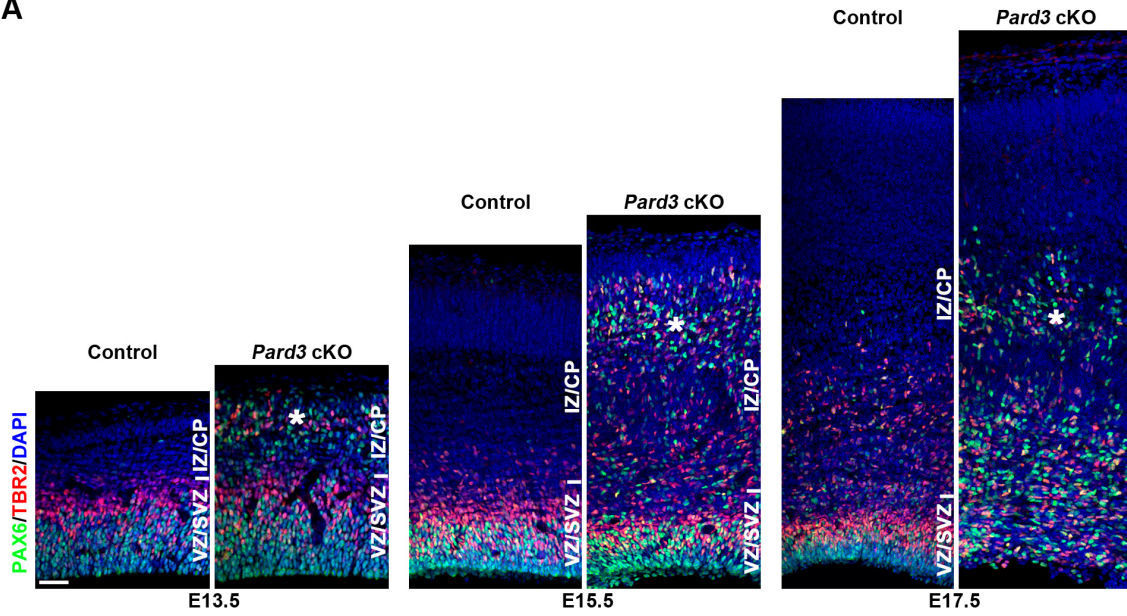 A
Control
Pard3 cKO
Control
Pard3 cKO
Control
Pard3 cKO
PAX6/TBR2/DAPI
VZ/SVZ I IZ/CP
VZ/SVZ I IZ/CP
VZ/SVZ I IZ/CP
VZ/SVZ I IZ/CP
VZ/SVZ I IZ/CP
*
*
*
E13.5
E15.5
E17.5